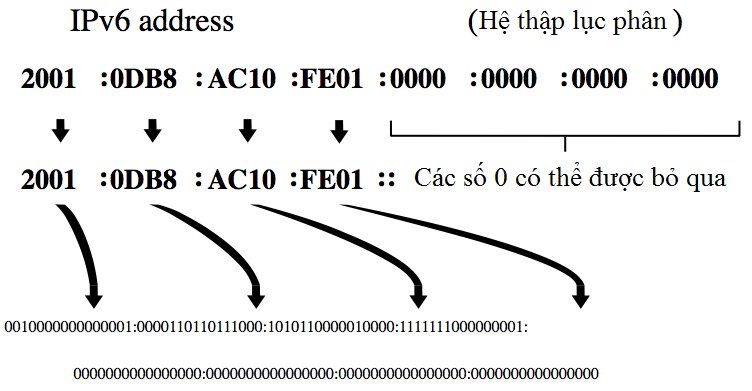 IPv6 address (Hệ thập lục phân)
2001 :0DB8 :AC10 :FE01 :0000 :0000 :0000 :0000
2001 :0DB8 :AC10 :FE01 :: Các số 0 có thể được bỏ qua
0010000000000001:0000110110111000:1010110000010000:1111111000000001:
0000000000000000:0000000000000000:0000000000000000:0000000000000000